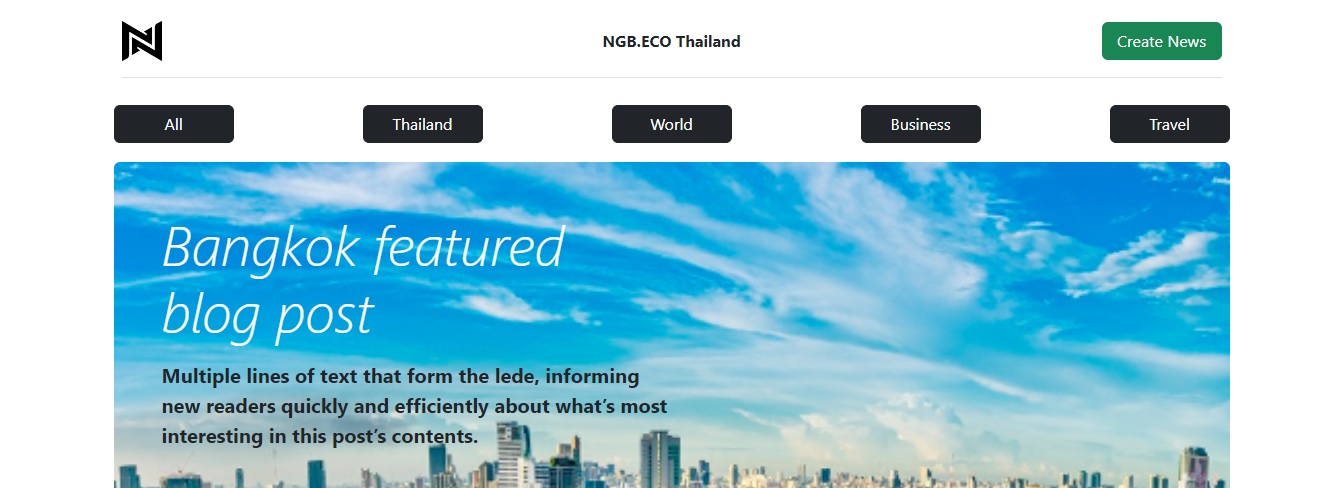 NGB.ECO Thailand
Create News
All
Thailand
World
Business
Travel
Bangkok featured
blog post
Multiple lines of text that form the lede, informing
new readers quickly and efficiently about what’s most
interesting in this post’s contents.